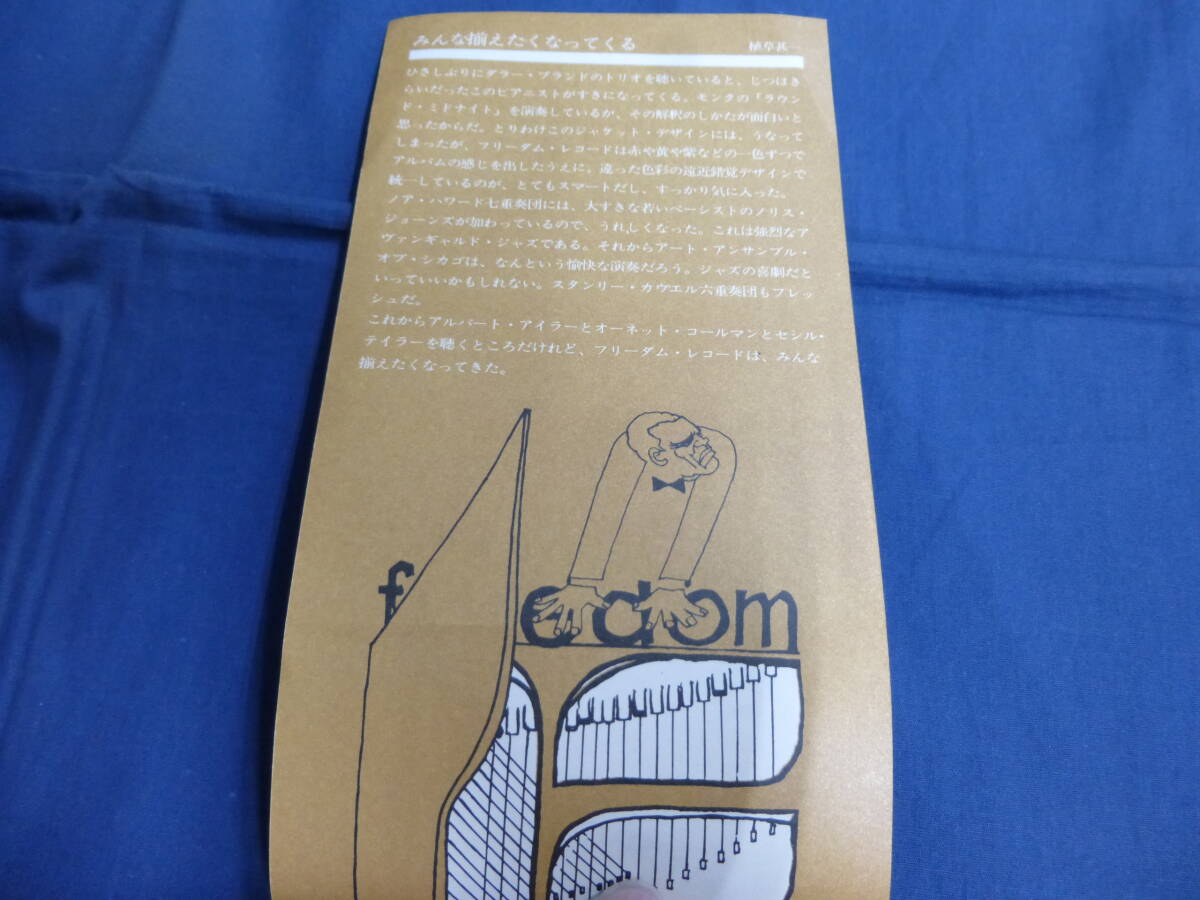 みんな揃えたくなってくる 植草甚一
ひさしぶりにダラー・ブランドのトリオを聴いていると、じつはき
らいだったこのピアニストがすきになってくる。モンクの「ラウン
ド・ミドナイト」を演奏しているが、その解釈のしかたが面白いと
思ったからだ。とりわけこのジャケット・デザインには、うなって
しまったが、フリーダム・レコードは赤や黄や紫などの一色ずつで
アルバムの感じを出したうえに、違った色彩の遠近錯覚デザインで
統一しているのが、とてもスマートだし、すっかり気に入った。
ノア・ハワード七重奏団には、大すきな若いベーシストのノリス・
ジョーンズが加わっているので、うれしくなった。これは強烈なア
ヴァンギャルド・ジャズである。それからアート・アンサンブル・
オブ・シカゴは、なんという愉快な演奏だろう。ジャズの喜劇だと
いっていいかもしれない。スタンリー・カウエル六重奏団もフレッ
シュだ。
これからアルバート・アイラーとオーネット・コールマンとセシル・
テイラーを聴くところだけれど、フリーダム・レコードは、みんな
揃えたくなってきた。
f edom